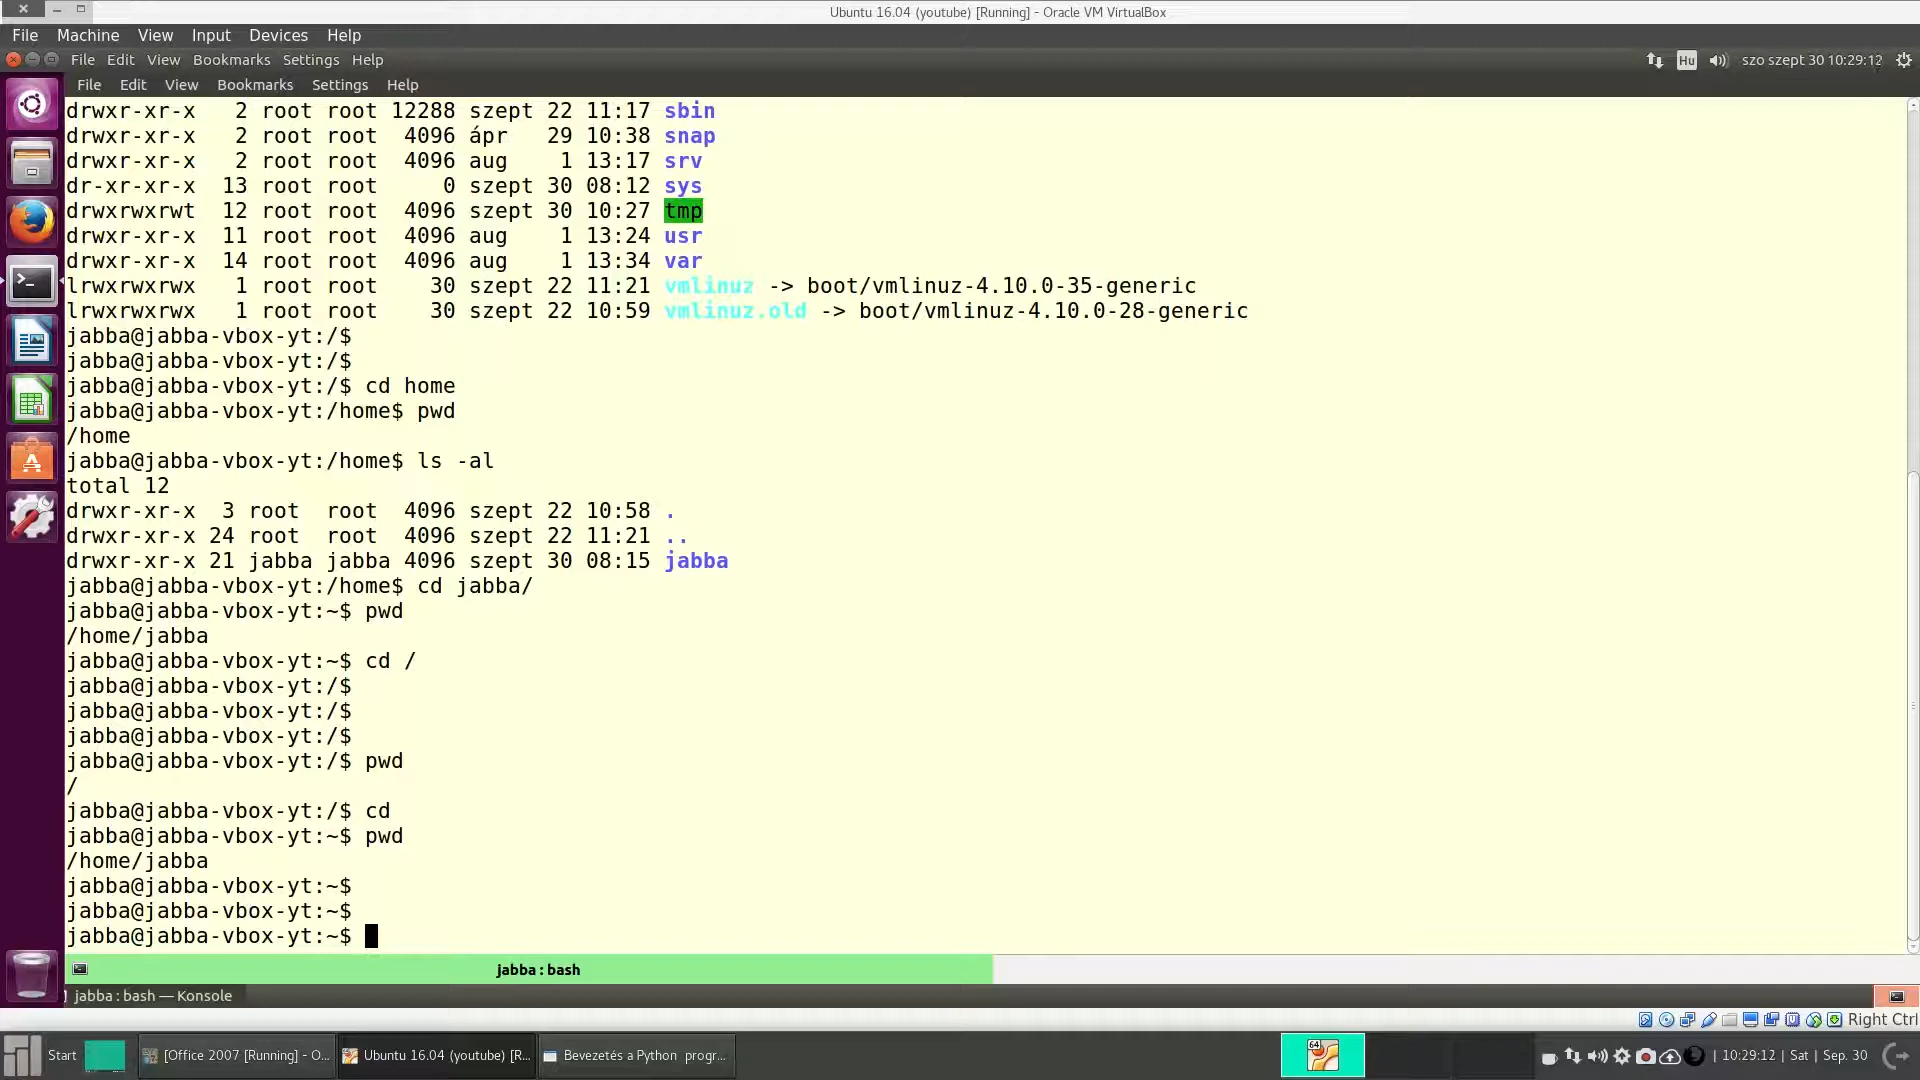 Ubuntu 16.04 (youtube) [Running] - Oracle VM VirtualBox
File Machine View Input Devices Help
File Edit View Bookmarks Settings Help
Hu szo szept 30 10:29:12
File Edit View Bookmarks Settings Help
drwxr-xr-x   2 root root 12288 szept 22 11:17 sbin
drwxr-xr-x   2 root root  4096 ápr   29 10:38 snap
drwxr-xr-x   2 root root  4096 aug    1 13:17 srv
dr-xr-xr-x  13 root root     0 szept 30 08:12 sys
drwxrwxrwt  12 root root  4096 szept 30 10:27 tmp
drwxr-xr-x  11 root root  4096 aug    1 13:24 usr
drwxr-xr-x  14 root root  4096 aug    1 13:34 var
lrwxrwxrwx   1 root root    30 szept 22 11:21 vmlinuz -> boot/vmlinuz-4.10.0-35-generic
lrwxrwxrwx   1 root root    30 szept 22 10:59 vmlinuz.old -> boot/vmlinuz-4.10.0-28-generic
jabba@jabba-vbox-yt:/$
jabba@jabba-vbox-yt:/$
jabba@jabba-vbox-yt:/$ cd home
jabba@jabba-vbox-yt:/home$ pwd
/home
jabba@jabba-vbox-yt:/home$ ls -al
total 12
drwxr-xr-x  3 root  root  4096 szept 22 10:58 .
drwxr-xr-x 24 root  root  4096 szept 22 11:21 ..
drwxr-xr-x 21 jabba jabba 4096 szept 30 08:15 jabba
jabba@jabba-vbox-yt:/home$ cd jabba/
jabba@jabba-vbox-yt:~$ pwd
/home/jabba
jabba@jabba-vbox-yt:~$ cd /
jabba@jabba-vbox-yt:/$
jabba@jabba-vbox-yt:/$
jabba@jabba-vbox-yt:/$
jabba@jabba-vbox-yt:/$ pwd
/
jabba@jabba-vbox-yt:/$ cd
jabba@jabba-vbox-yt:~$ pwd
/home/jabba
jabba@jabba-vbox-yt:~$
jabba@jabba-vbox-yt:~$
jabba@jabba-vbox-yt:~$
jabba : bash
jabba : bash — Konsole
Right Ctrl
Start [Office 2007 [Running] - O... Ubuntu 16.04 (youtube) [R... Bevezetés a Python progr... 64 | 10:29:12 | Sat | Sep. 30